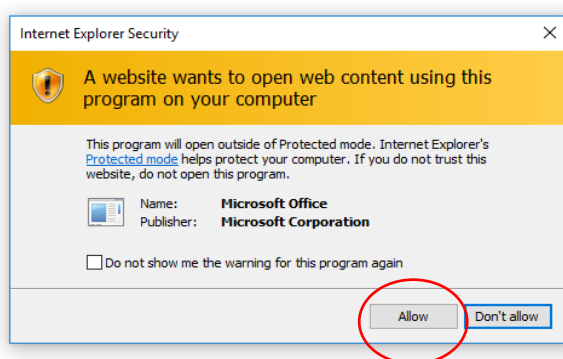 Internet Explorer Security
A website wants to open web content using this
program on your computer
This program will open outside of Protected mode. Internet Explorer's
Protected mode helps protect your computer. If you do not trust this
website, do not open this program.
Name: Microsoft Office
Publisher: Microsoft Corporation
Do not show me the warning for this program again
Allow Don't allow